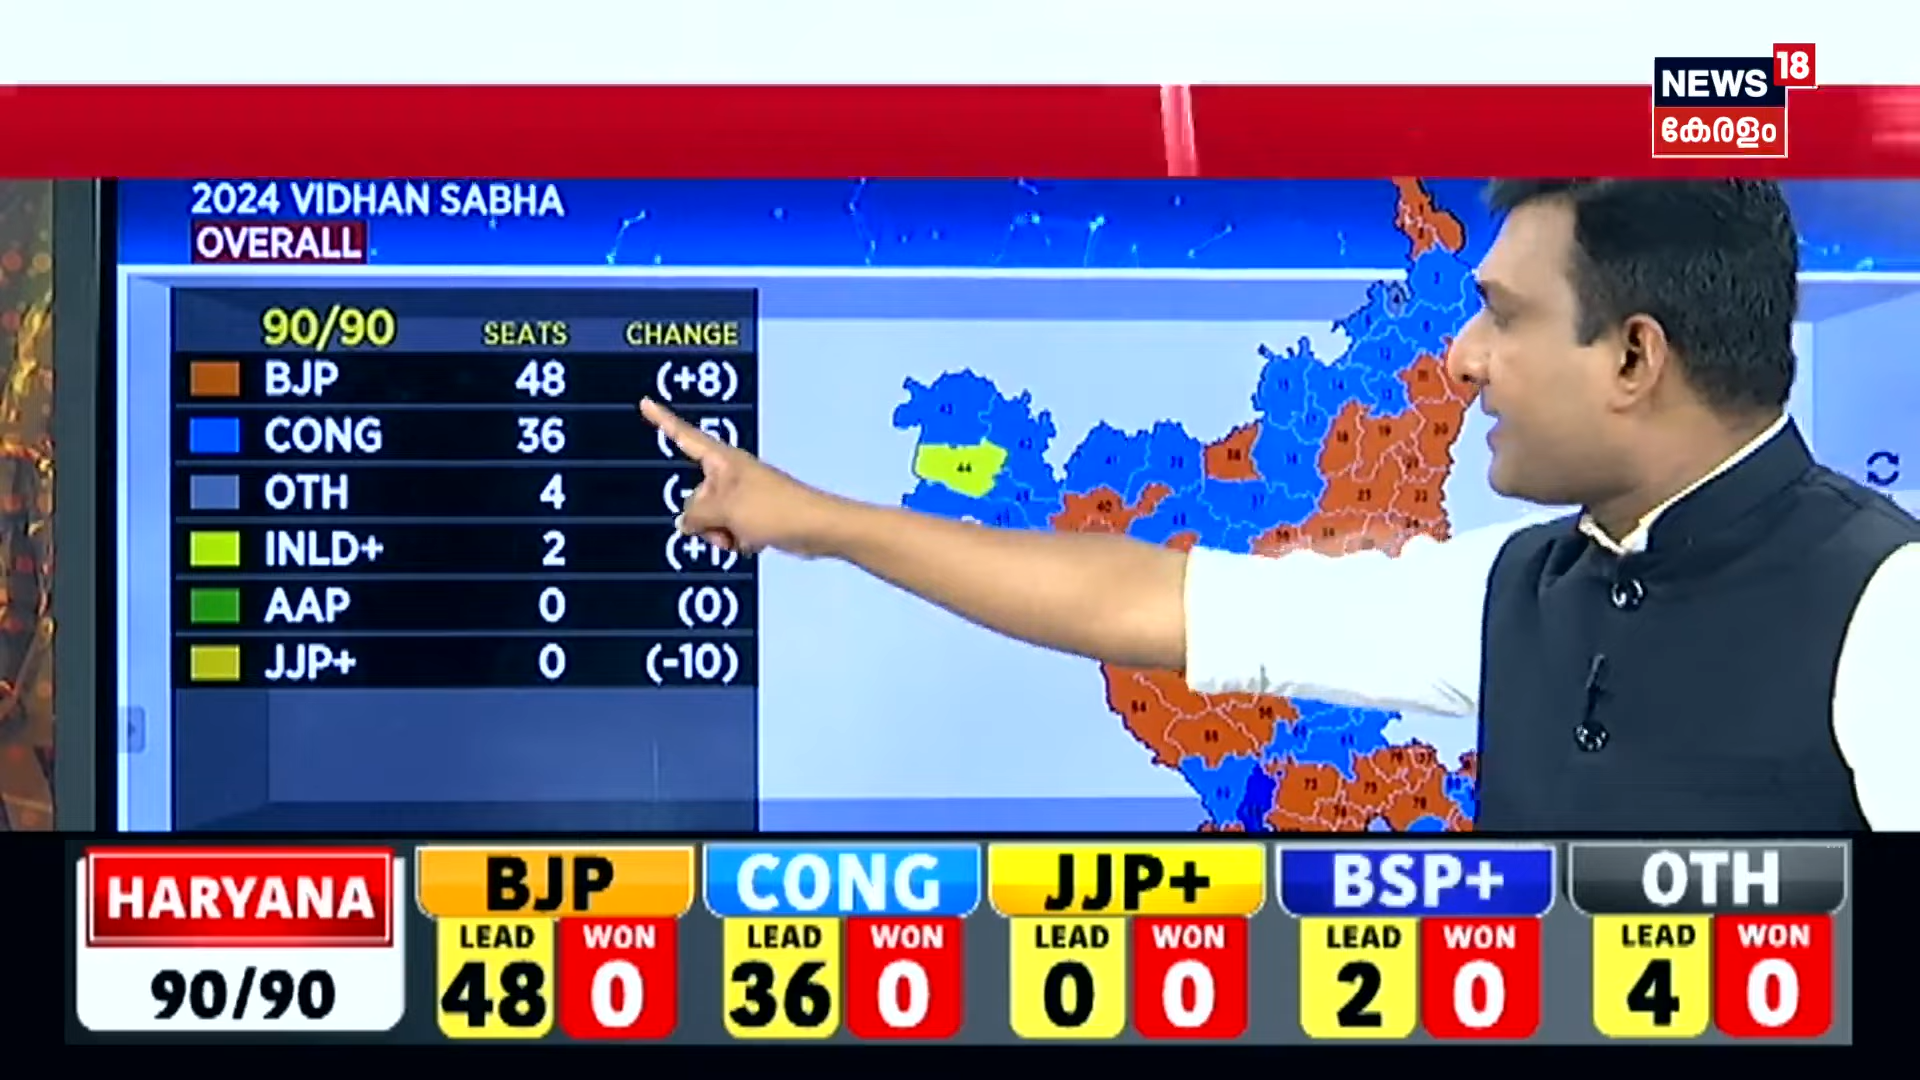 NEWS 18
കേരളം
2024 VIDHAN SABHA
OVERALL
90/90 SEATS CHANGE
BJP 48 (+8)
CONG 36
OTH 4
INLD+ 2 (+1)
AAP 0 (0)
JJP+ 0 (-10)
44
HARYANA
90/90
BJP
LEAD WON
48 0
CONG
LEAD WON
36 0
JJP+
LEAD WON
0 0
BSP+
LEAD WON
2 0
OTH
LEAD WON
4 0